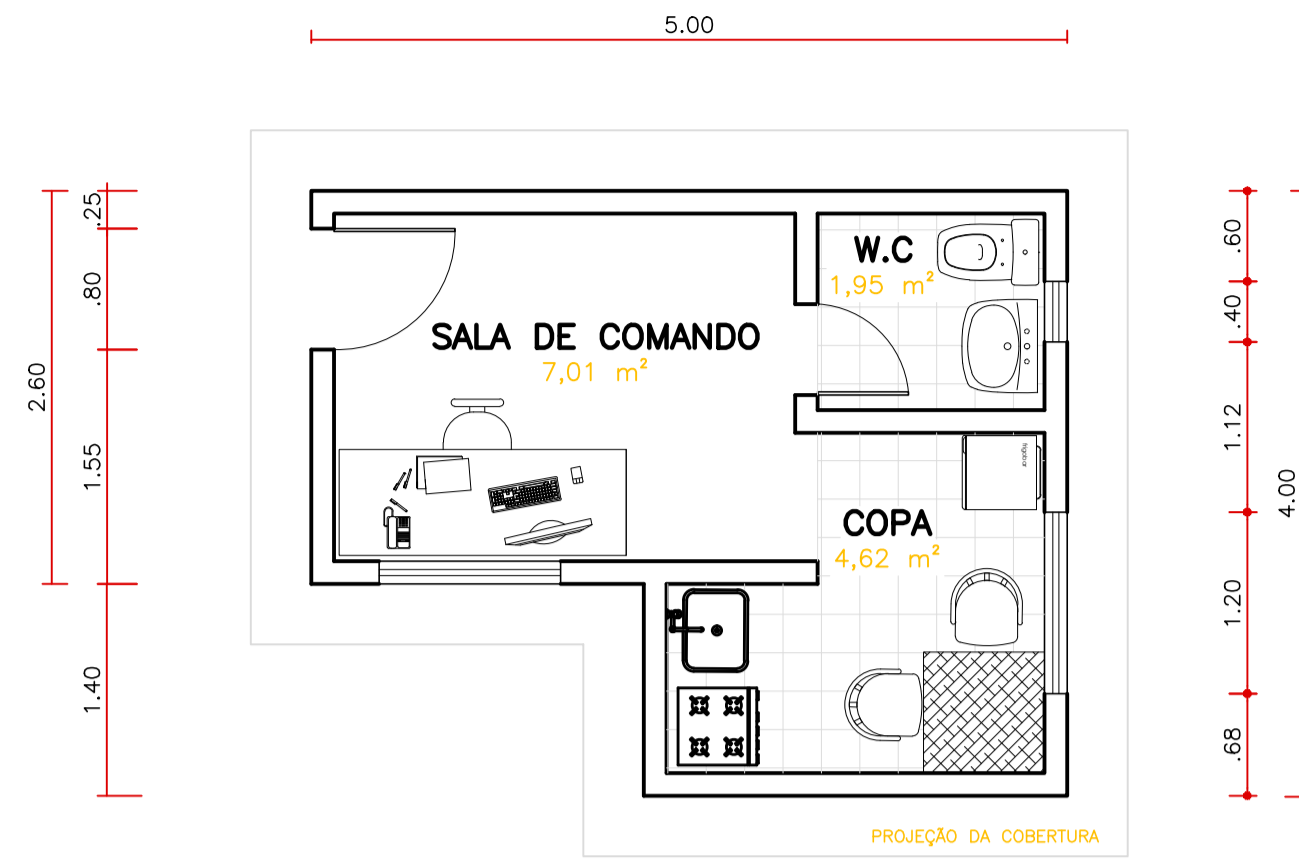 5.00
.25
.80
2.60
1.55
1.40
W.C
1,95 m²
SALA DE COMANDO
7,01 m²
COPA
4,62 m²
frigobar
.60
.40
1.12
4.00
1.20
.68
PROJEÇÃO DA COBERTURA